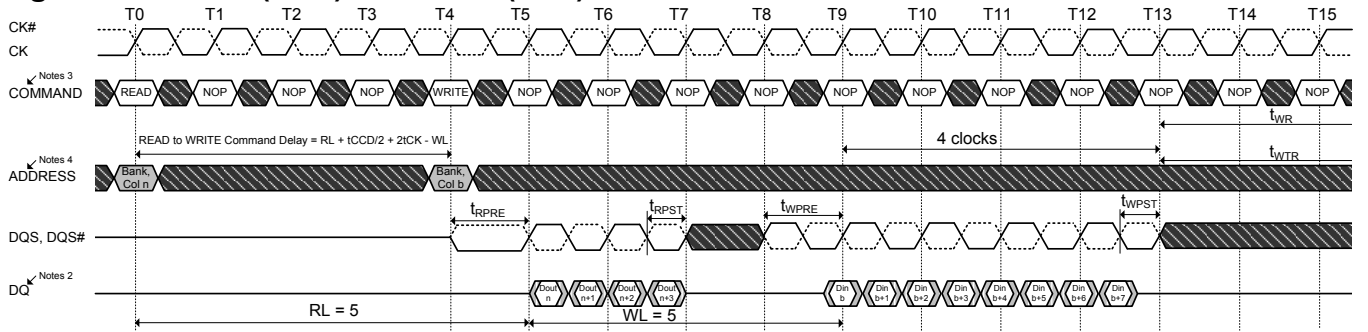 T0 T1 T2 T3 T4 T5 T6 T7 T8 T9 T10 T11 T12 T13 T14 T15
CK#
CK
Notes 3
COMMAND READ NOP NOP NOP WRITE NOP NOP NOP NOP NOP NOP NOP NOP NOP NOP NOP
tWR
READ to WRITE Command Delay = RL + tCCD/2 + 2tCK - WL
4 clocks
Notes 4
tWTR
ADDRESS
Bank, Col n
Bank, Col b
tRPRE tRPST tWPRE tWPST
DQS, DQS#
Notes 2
DQ
Dout n
Dout n+1
Dout n+2
Dout n+3
Din b
Din b+1
Din b+2
Din b+3
Din b+4
Din b+5
Din b+6
Din b+7
RL = 5 WL = 5